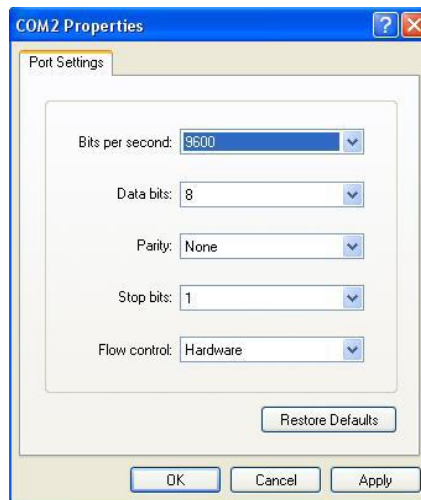 COM2 Properties
Port Settings
Bits per second: 9600
Data bits: 8
Parity: None
Stop bits: 1
Flow control: Hardware
Restore Defaults
OK Cancel Apply